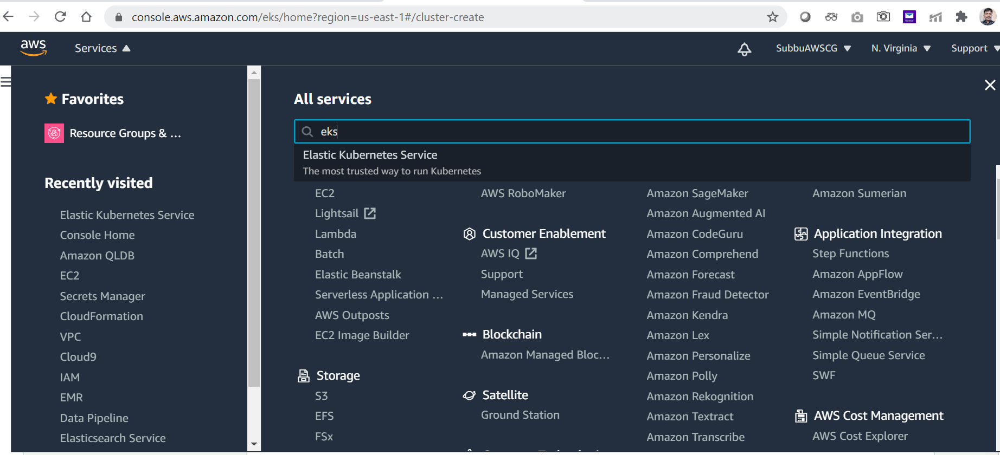 console.aws.amazon.com/eks/home?region=us-east-1#/cluster-create
YAHOO!
aws
Services
SubbuAWSCG
N. Virginia
Support
Favorites
Resource Groups & ...
Recently visited
Elastic Kubernetes Service
Console Home
Amazon QLDB
EC2
Secrets Manager
CloudFormation
VPC
Cloud9
IAM
EMR
Data Pipeline
Elasticsearch Service
All services
eks
Elastic Kubernetes Service
The most trusted way to run Kubernetes
EC2
Lightsail
Lambda
Batch
Elastic Beanstalk
Serverless Application ...
AWS Outposts
EC2 Image Builder
Storage
S3
EFS
FSx
AWS RoboMaker
Customer Enablement
AWS IQ
Support
Managed Services
Blockchain
Amazon Managed Bloc...
Satellite
Ground Station
Amazon SageMaker
Amazon Augmented AI
Amazon CodeGuru
Amazon Comprehend
Amazon Forecast
Amazon Fraud Detector
Amazon Kendra
Amazon Lex
Amazon Personalize
Amazon Polly
Amazon Rekognition
Amazon Textract
Amazon Transcribe
Amazon Sumerian
Application Integration
Step Functions
Amazon AppFlow
Amazon EventBridge
Amazon MQ
Simple Notification Ser...
Simple Queue Service
SWF
AWS Cost Management
AWS Cost Explorer